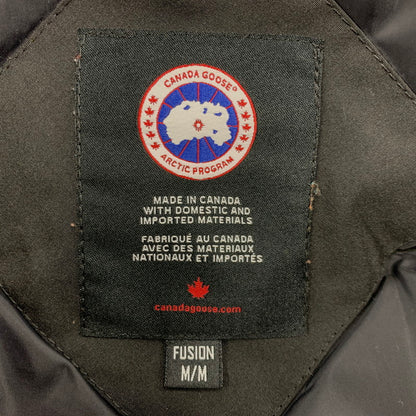 CANADA GOOSE®
ARCTIC PROGRAM
MADE IN CANADA
WITH DOMESTIC AND
IMPORTED MATERIALS
FABRIQUÉ AU CANADA
AVEC DES MATERIAUX
NATIONAUX ET IMPORTÉS
canadagoose.com
FUSION
M/M